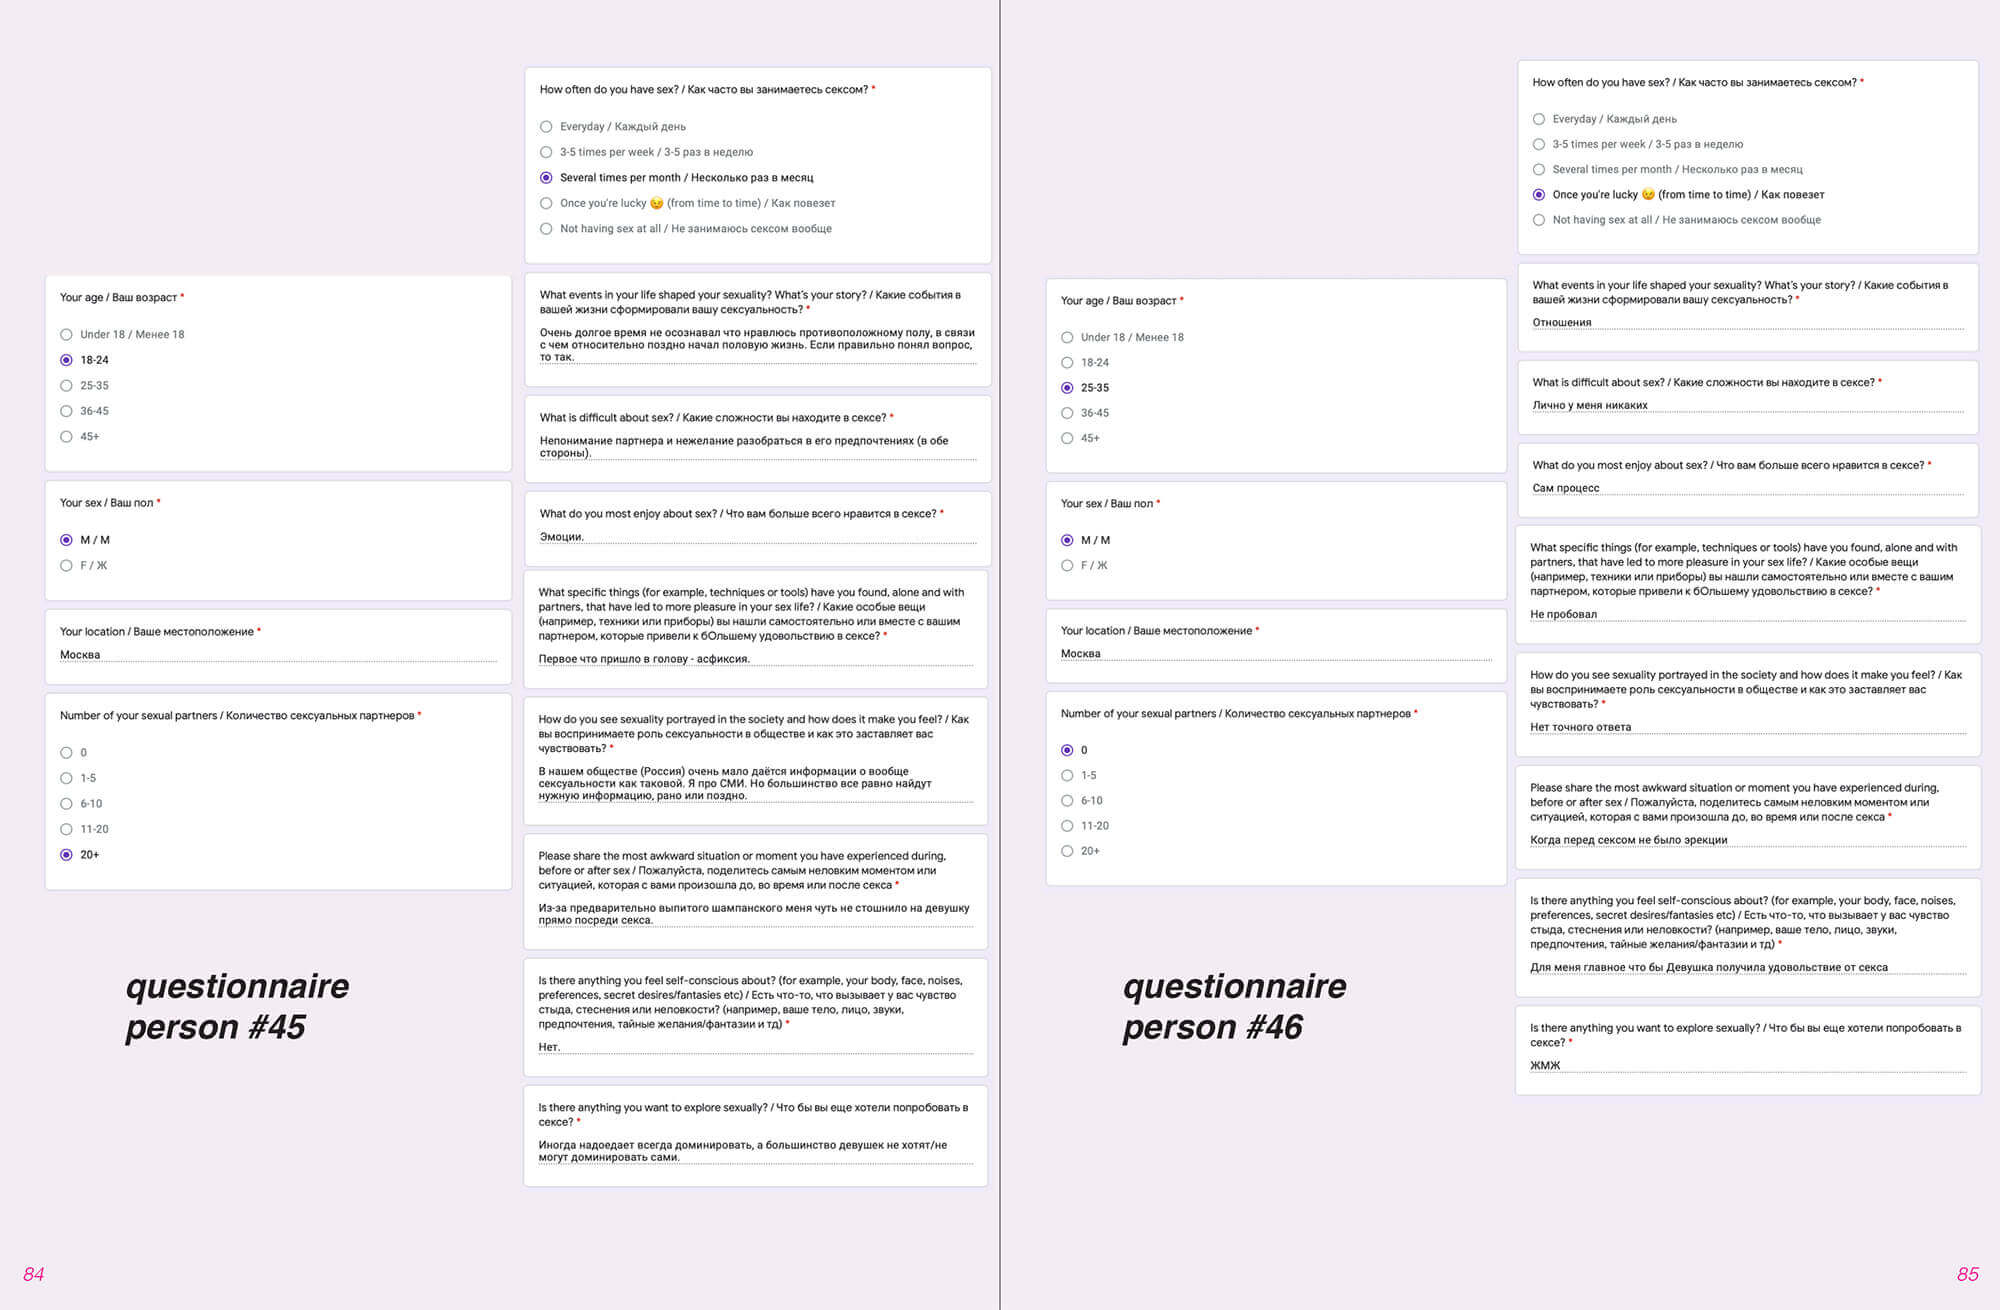 Your age / Ваш возраст *
Under 18 / Менее 18
18-24
25-35
36-45
45+
Your sex / Ваш пол *
M / М
F / Ж
Your location / Ваше местоположение *
Москва
Number of your sexual partners / Количество сексуальных партнеров *
0
1-5
6-10
11-20
20+
questionnaire
person #45
How often do you have sex? / Как часто вы занимаетесь сексом? *
Everyday / Каждый день
3-5 times per week / 3-5 раз в неделю
Several times per month / Несколько раз в месяц
Once you're lucky 😉 (from time to time) / Как повезет
Not having sex at all / Не занимаюсь сексом вообще
What events in your life shaped your sexuality? What's your story? / Какие события в
вашей жизни сформировали вашу сексуальность? *
Очень долгое время не осознавал что нравлюсь противоположному полу, в связи
с чем относительно поздно начал половую жизнь. Если правильно понял вопрос,
то так.
What is difficult about sex? / Какие сложности вы находите в сексе? *
Непонимание партнера и нежелание разобраться в его предпочтениях (в обе
стороны).
What do you most enjoy about sex? / Что вам больше всего нравится в сексе? *
Эмоции.
What specific things (for example, techniques or tools) have you found, alone and with
partners, that have led to more pleasure in your sex life? / Какие особые вещи
(например, техники или приборы) вы нашли самостоятельно или вместе с вашим
партнером, которые привели к бОльшему удовольствию в сексе? *
Первое что пришло в голову - асфиксия.
How do you see sexuality portrayed in the society and how does it make you feel? / Как
вы воспринимаете роль сексуальности в обществе и как это заставляет вас
чувствовать? *
В нашем обществе (Россия) очень мало даётся информации о вообще
сексуальности как таковой. Я про СМИ. Но большинство все равно найдут
нужную информацию, рано или поздно.
Please share the most awkward situation or moment you have experienced during,
before or after sex / Пожалуйста, поделитесь самым неловким моментом или
ситуацией, которая с вами произошла до, во время или после секса *
Из-за предварительно выпитого шампанского меня чуть не стошнило на девушку
прямо посреди секса.
Is there anything you feel self-conscious about? (for example, your body, face, noises,
preferences, secret desires/fantasies etc) / Есть что-то, что вызывает у вас чувство
стыда, стеснения или неловкости? (например, ваше тело, лицо, звуки,
предпочтения, тайные желания/фантазии и тд) *
Нет.
Is there anything you want to explore sexually? / Что бы вы еще хотели попробовать в
сексе? *
Иногда надоедает всегда доминировать, а большинство девушек не хотят/не
могут доминировать сами.
84
Your age / Ваш возраст *
Under 18 / Менее 18
18-24
25-35
36-45
45+
Your sex / Ваш пол *
M / М
F / Ж
Your location / Ваше местоположение *
Москва
Number of your sexual partners / Количество сексуальных партнеров *
0
1-5
6-10
11-20
20+
questionnaire
person #46
How often do you have sex? / Как часто вы занимаетесь сексом? *
Everyday / Каждый день
3-5 times per week / 3-5 раз в неделю
Several times per month / Несколько раз в месяц
Once you're lucky 😉 (from time to time) / Как повезет
Not having sex at all / Не занимаюсь сексом вообще
What events in your life shaped your sexuality? What's your story? / Какие события в
вашей жизни сформировали вашу сексуальность? *
Отношения
What is difficult about sex? / Какие сложности вы находите в сексе? *
Лично у меня никаких
What do you most enjoy about sex? / Что вам больше всего нравится в сексе? *
Сам процесс
What specific things (for example, techniques or tools) have you found, alone and with
partners, that have led to more pleasure in your sex life? / Какие особые вещи
(например, техники или приборы) вы нашли самостоятельно или вместе с вашим
партнером, которые привели к бОльшему удовольствию в сексе? *
Не пробовал
How do you see sexuality portrayed in the society and how does it make you feel? / Как
вы воспринимаете роль сексуальности в обществе и как это заставляет вас
чувствовать? *
Нет точного ответа
Please share the most awkward situation or moment you have experienced during,
before or after sex / Пожалуйста, поделитесь самым неловким моментом или
ситуацией, которая с вами произошла до, во время или после секса *
Когда перед сексом не было эрекции
Is there anything you feel self-conscious about? (for example, your body, face, noises,
preferences, secret desires/fantasies etc) / Есть что-то, что вызывает у вас чувство
стыда, стеснения или неловкости? (например, ваше тело, лицо, звуки,
предпочтения, тайные желания/фантазии и тд) *
Для меня главное что бы Девушка получила удовольствие от секса
Is there anything you want to explore sexually? / Что бы вы еще хотели попробовать в
сексе? *
ЖМЖ
85